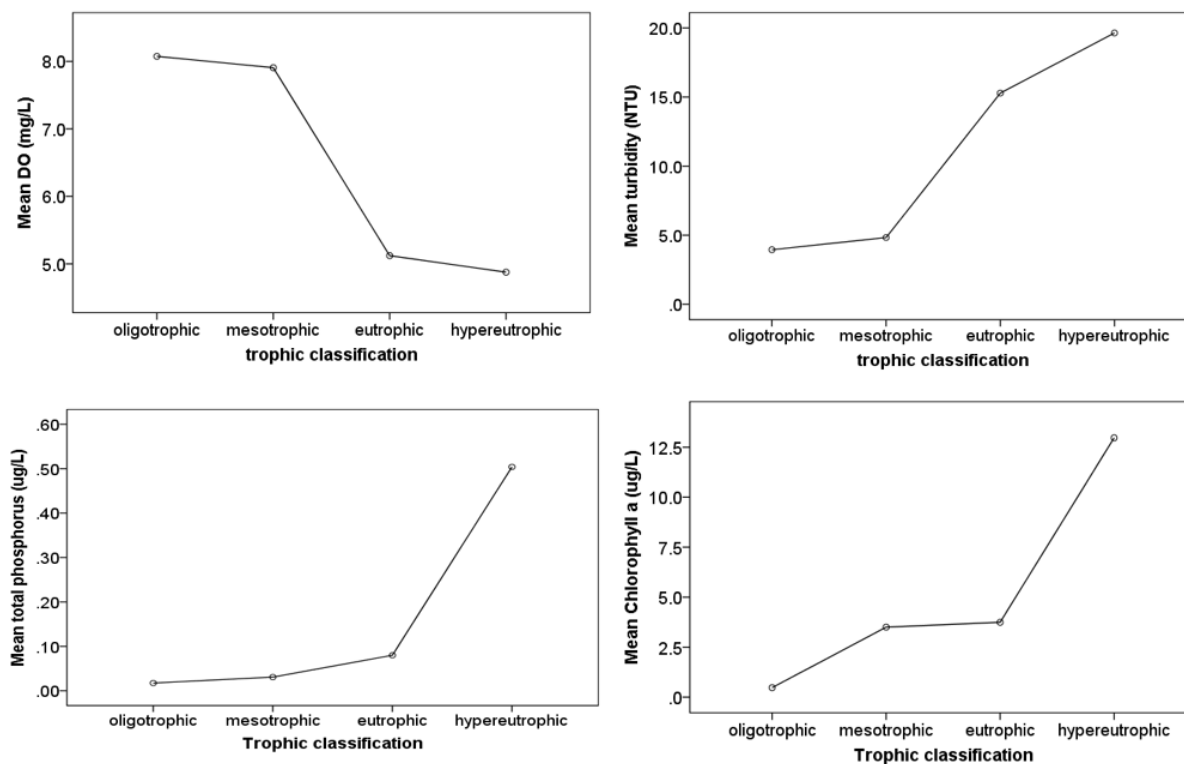 Mean DO (mg/L)
8.0
7.0
6.0
5.0
oligotrophic mesotrophic eutrophic hypereutrophic
trophic classification
Mean turbidity (NTU)
20.0
15.0
10.0
5.0
.0
oligotrophic mesotrophic eutrophic hypereutrophic
trophic classification
Mean total phosphorus (ug/L)
.60
.50
.40
.30
.20
.10
.00
oligotrophic mesotrophic eutrophic hypereutrophic
Trophic classification
Mean Chlorophyll a (ug/L)
12.5
10.0
7.5
5.0
2.5
.0
oligotrophic mesotrophic eutrophic hypereutrophic
Trophic classification